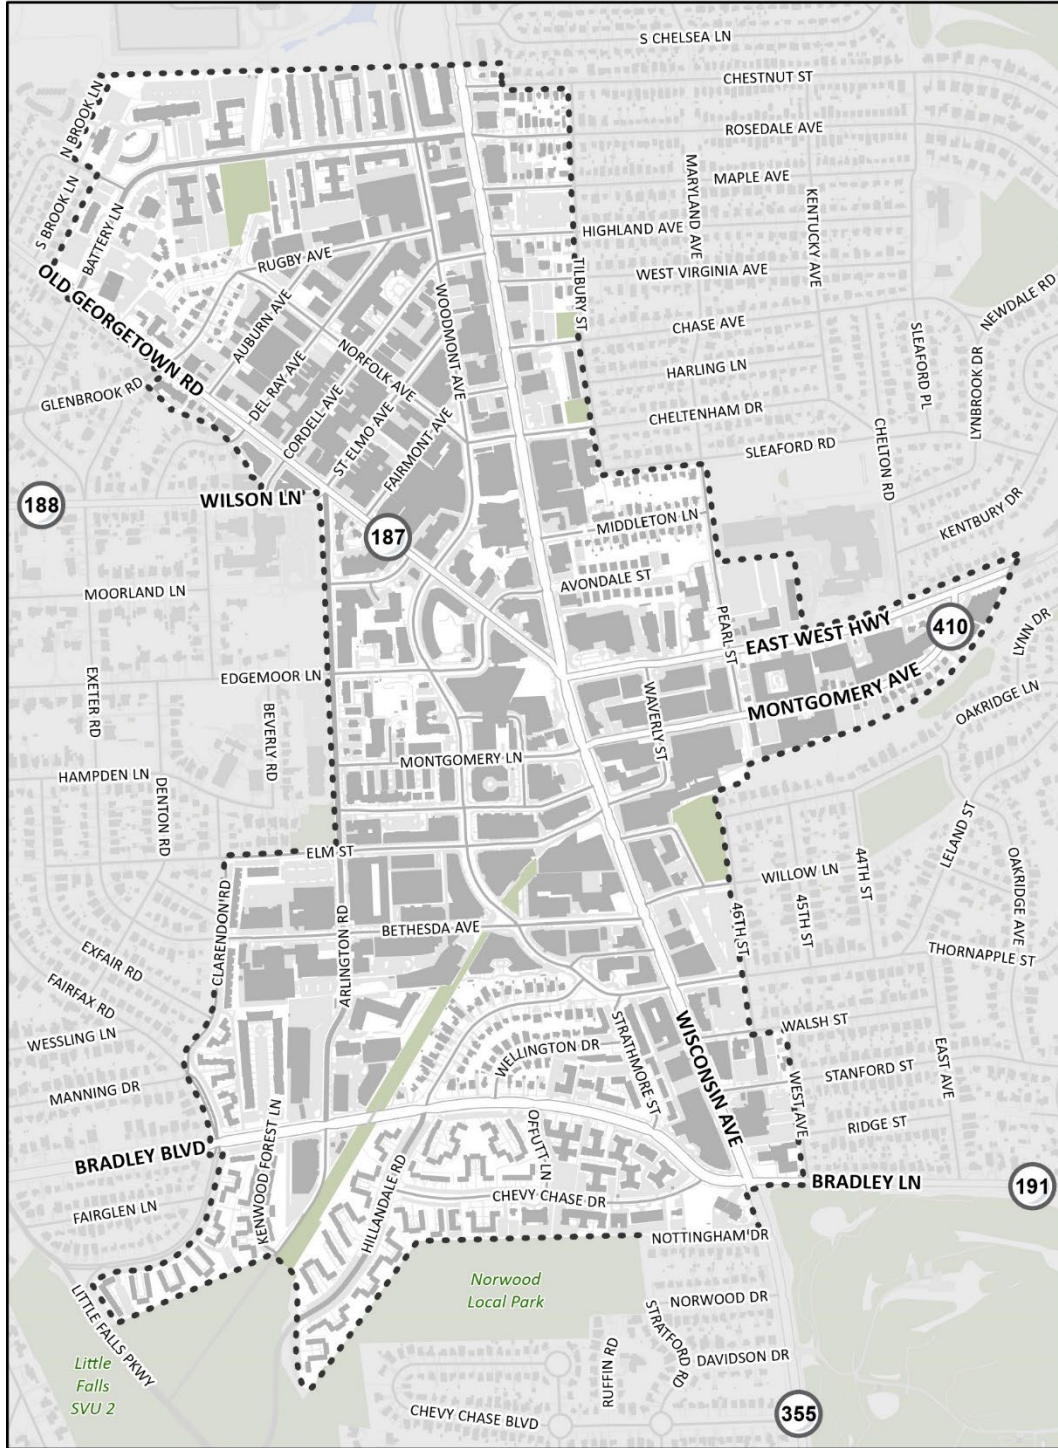 S CHELSEA LN
CHESTNUT ST
N BROOK LN
ROSEDALE AVE
MARYLAND AVE
MAPLE AVE
KENTUCKY AVE
S BROOK LN
BATTERY LN
HIGHLAND AVE
RUGBY AVE
TILBURY ST
WEST VIRGINIA AVE
OLD GEORGETOWN RD
WOODMONT AVE
NEWDALE RD
AUBURN AVE
CHASE AVE
SLEAFORD PL
LYNBROOK DR
NORFOLK AVE
HARLING LN
GLENBROOK RD
DEL RAY AVE
CORDELL AVE
ST ELMO AVE
FAIRMONT AVE
CHELTENHAM DR
CHELTON RD
SLEAFORD RD
188
WILSON LN
187
MIDDLETON LN
KENTBURY DR
AVONDALE ST
MOORLAND LN
PEARL ST
EAST WEST HWY
410
LYNN DR
EXETER RD
EDGEMOOR LN
BEVERLY RD
WAVERLY ST
MONTGOMERY AVE
OAKRIDGE LN
MONTGOMERY LN
HAMPDEN LN
DENTON RD
LELAND ST
ELM ST
WILLOW LN
44TH ST
45TH ST
46TH ST
OAKRIDGE AVE
CLARENDON RD
ARLINGTON RD
BETHESDA AVE
EXFAIR RD
THORNAPPLE ST
FAIRFAX RD
WESSLING LN
STRATHMORE ST
WISCONSIN AVE
WALSH ST
WELLINGTON DR
EAST AVE
MANNING DR
STANFORD ST
WEST AVE
KENWOOD FOREST LN
OFFUTT LN
RIDGE ST
BRADLEY BLVD
BRADLEY LN
191
HILLANDALE RD
CHEVY CHASE DR
FAIRGLEN LN
NOTTINGHAM DR
LITTLE FALLS PKWY
Norwood
Local Park
NORWOOD DR
STRATFORD RD
RUFFIN RD
DAVIDSON DR
Little
Falls
SVU 2
CHEVY CHASE BLVD
355